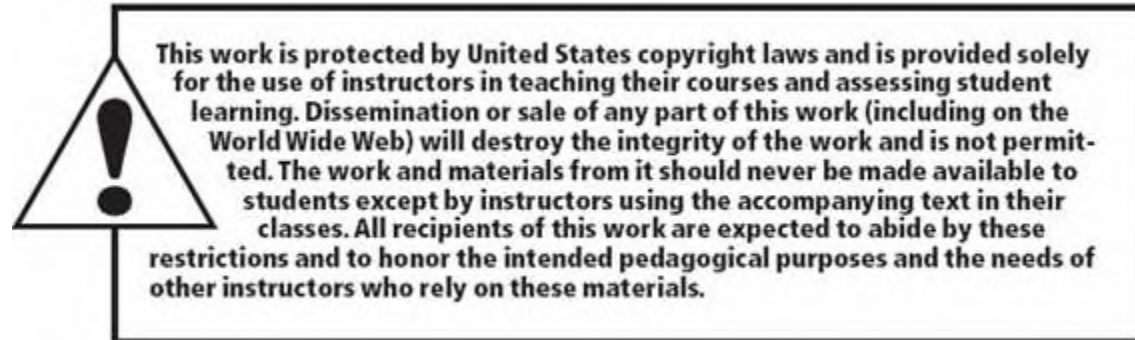 This work is protected by United States copyright laws and is provided solely
for the use of instructors in teaching their courses and assessing student
learning. Dissemination or sale of any part of this work (including on the
World Wide Web) will destroy the integrity of the work and is not permit-
ted. The work and materials from it should never be made available to
students except by instructors using the accompanying text in their
classes. All recipients of this work are expected to abide by these
restrictions and to honor the intended pedagogical purposes and the needs of
other instructors who rely on these materials.